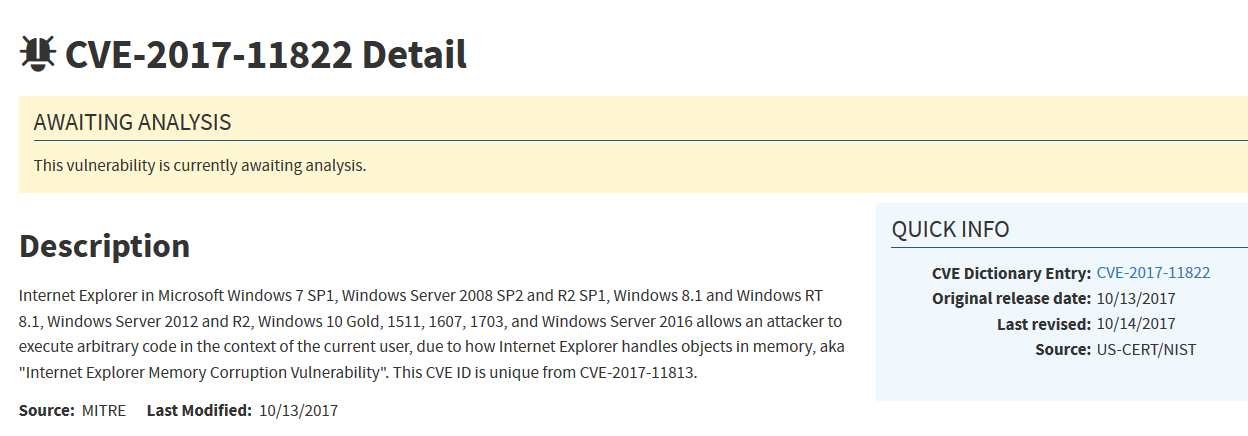 CVE-2017-11822 Detail
AWAITING ANALYSIS
This vulnerability is currently awaiting analysis.
Description
Internet Explorer in Microsoft Windows 7 SP1, Windows Server 2008 SP2 and R2 SP1, Windows 8.1 and Windows RT
8.1, Windows Server 2012 and R2, Windows 10 Gold, 1511, 1607, 1703, and Windows Server 2016 allows an attacker to
execute arbitrary code in the context of the current user, due to how Internet Explorer handles objects in memory, aka
"Internet Explorer Memory Corruption Vulnerability". This CVE ID is unique from CVE-2017-11813.
Source: MITRE Last Modified: 10/13/2017
QUICK INFO
CVE Dictionary Entry: CVE-2017-11822
Original release date: 10/13/2017
Last revised: 10/14/2017
Source: US-CERT/NIST